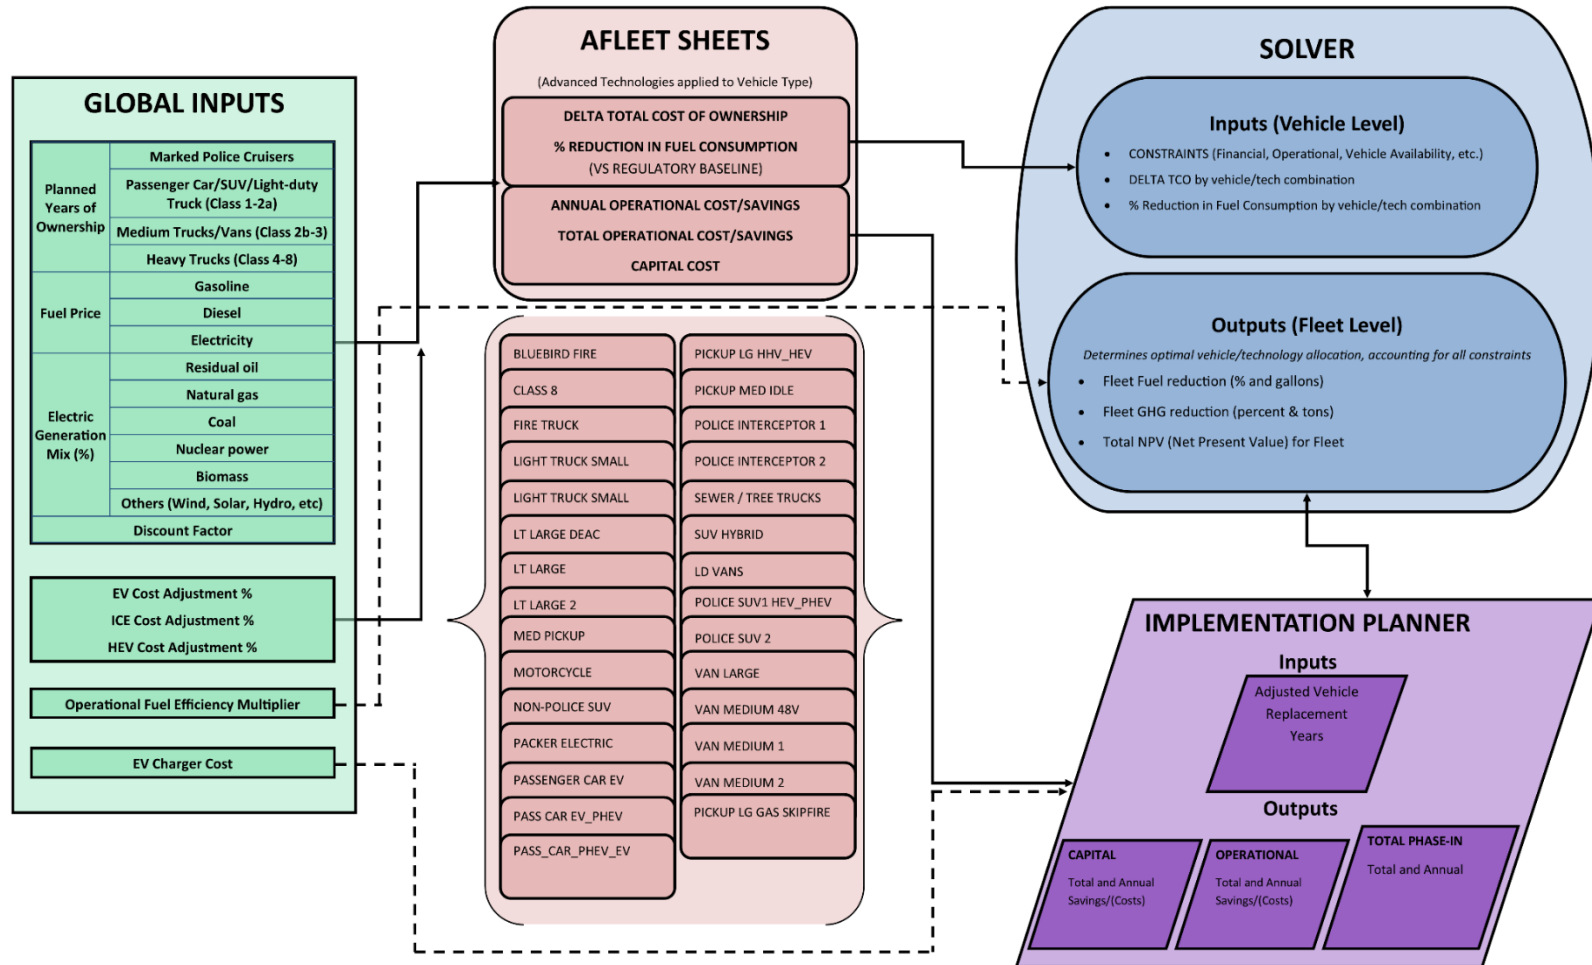 GLOBAL INPUTS
Planned
Years of
Ownership
Marked Police Cruisers
Passenger Car/SUV/Light-duty
Truck (Class 1-2a)
Medium Trucks/Vans (Class 2b-3)
Heavy Trucks (Class 4-8)
Fuel Price
Gasoline
Diesel
Electricity
Electric
Generation
Mix (%)
Residual oil
Natural gas
Coal
Nuclear power
Biomass
Others (Wind, Solar, Hydro, etc)
Discount Factor
EV Cost Adjustment %
ICE Cost Adjustment %
HEV Cost Adjustment %
Operational Fuel Efficiency Multiplier
EV Charger Cost
AFLEET SHEETS
(Advanced Technologies applied to Vehicle Type)
DELTA TOTAL COST OF OWNERSHIP
% REDUCTION IN FUEL CONSUMPTION
(VS REGULATORY BASELINE)
ANNUAL OPERATIONAL COST/SAVINGS
TOTAL OPERATIONAL COST/SAVINGS
CAPITAL COST
BLUEBIRD FIRE
CLASS 8
FIRE TRUCK
LIGHT TRUCK SMALL
LIGHT TRUCK SMALL
LT LARGE DEAC
LT LARGE
LT LARGE 2
MED PICKUP
MOTORCYCLE
NON-POLICE SUV
PACKER ELECTRIC
PASSENGER CAR EV
PASS CAR EV_PHEV
PASS_CAR_PHEV_EV
PICKUP LG HHV_HEV
PICKUP MED IDLE
POLICE INTERCEPTOR 1
POLICE INTERCEPTOR 2
SEWER / TREE TRUCKS
SUV HYBRID
LD VANS
POLICE SUV1 HEV_PHEV
POLICE SUV 2
VAN LARGE
VAN MEDIUM 48V
VAN MEDIUM 1
VAN MEDIUM 2
PICKUP LG GAS SKIPFIRE
SOLVER
Inputs (Vehicle Level)
• CONSTRAINTS (Financial, Operational, Vehicle Availability, etc.)
• DELTA TCO by vehicle/tech combination
• % Reduction in Fuel Consumption by vehicle/tech combination
Outputs (Fleet Level)
Determines optimal vehicle/technology allocation, accounting for all constraints
• Fleet Fuel reduction (% and gallons)
• Fleet GHG reduction (percent & tons)
• Total NPV (Net Present Value) for Fleet
IMPLEMENTATION PLANNER
Inputs
Adjusted Vehicle
Replacement
Years
Outputs
CAPITAL
Total and Annual
Savings/(Costs)
OPERATIONAL
Total and Annual
Savings/(Costs)
TOTAL PHASE-IN
Total and Annual